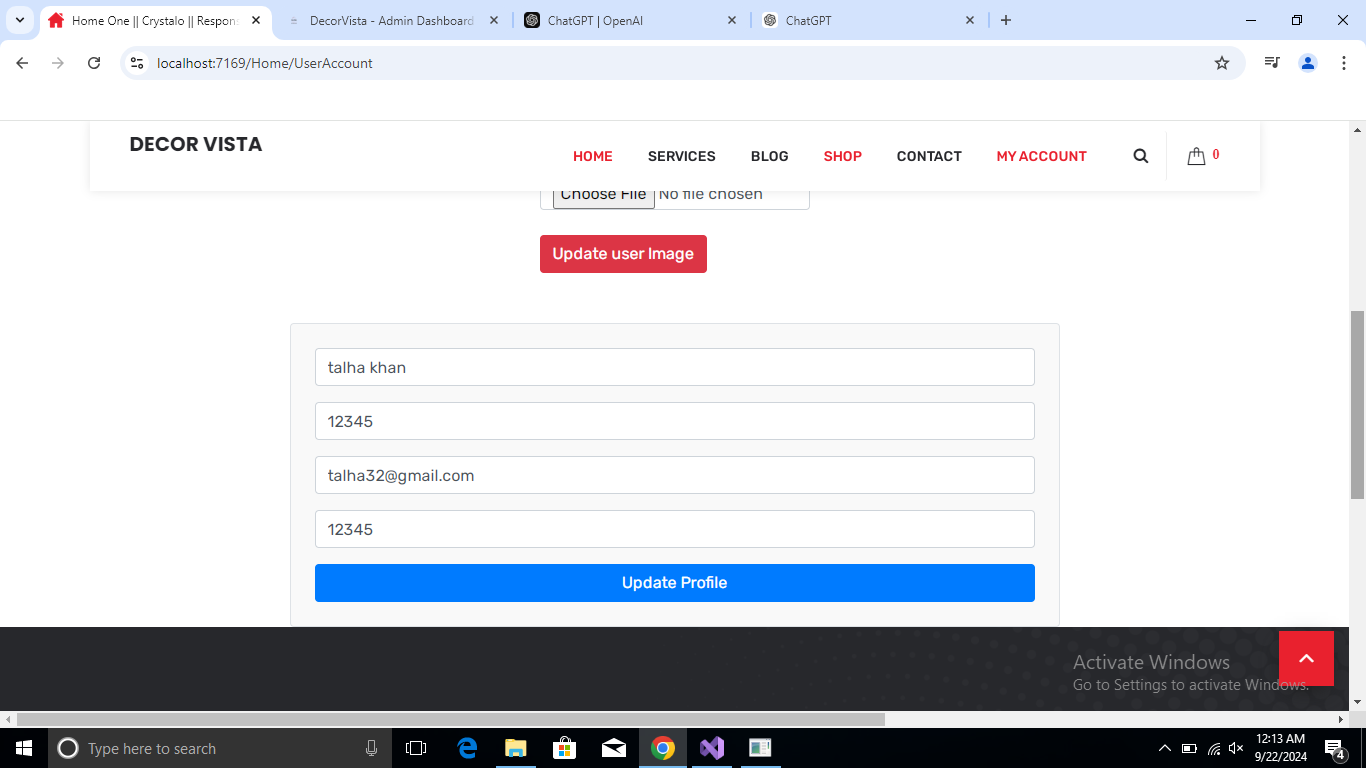 Home One || Crystalo || Respon
DecorVista - Admin Dashboard
ChatGPT | OpenAI
ChatGPT
localhost:7169/Home/UserAccount
DECOR VISTA
HOME
SERVICES
BLOG
SHOP
CONTACT
MY ACCOUNT
0
Choose File No file chosen
Update user Image
talha khan
12345
talha32@gmail.com
12345
Update Profile
Activate Windows
Go to Settings to activate Windows.
Type here to search
12:13 AM
9/22/2024
4